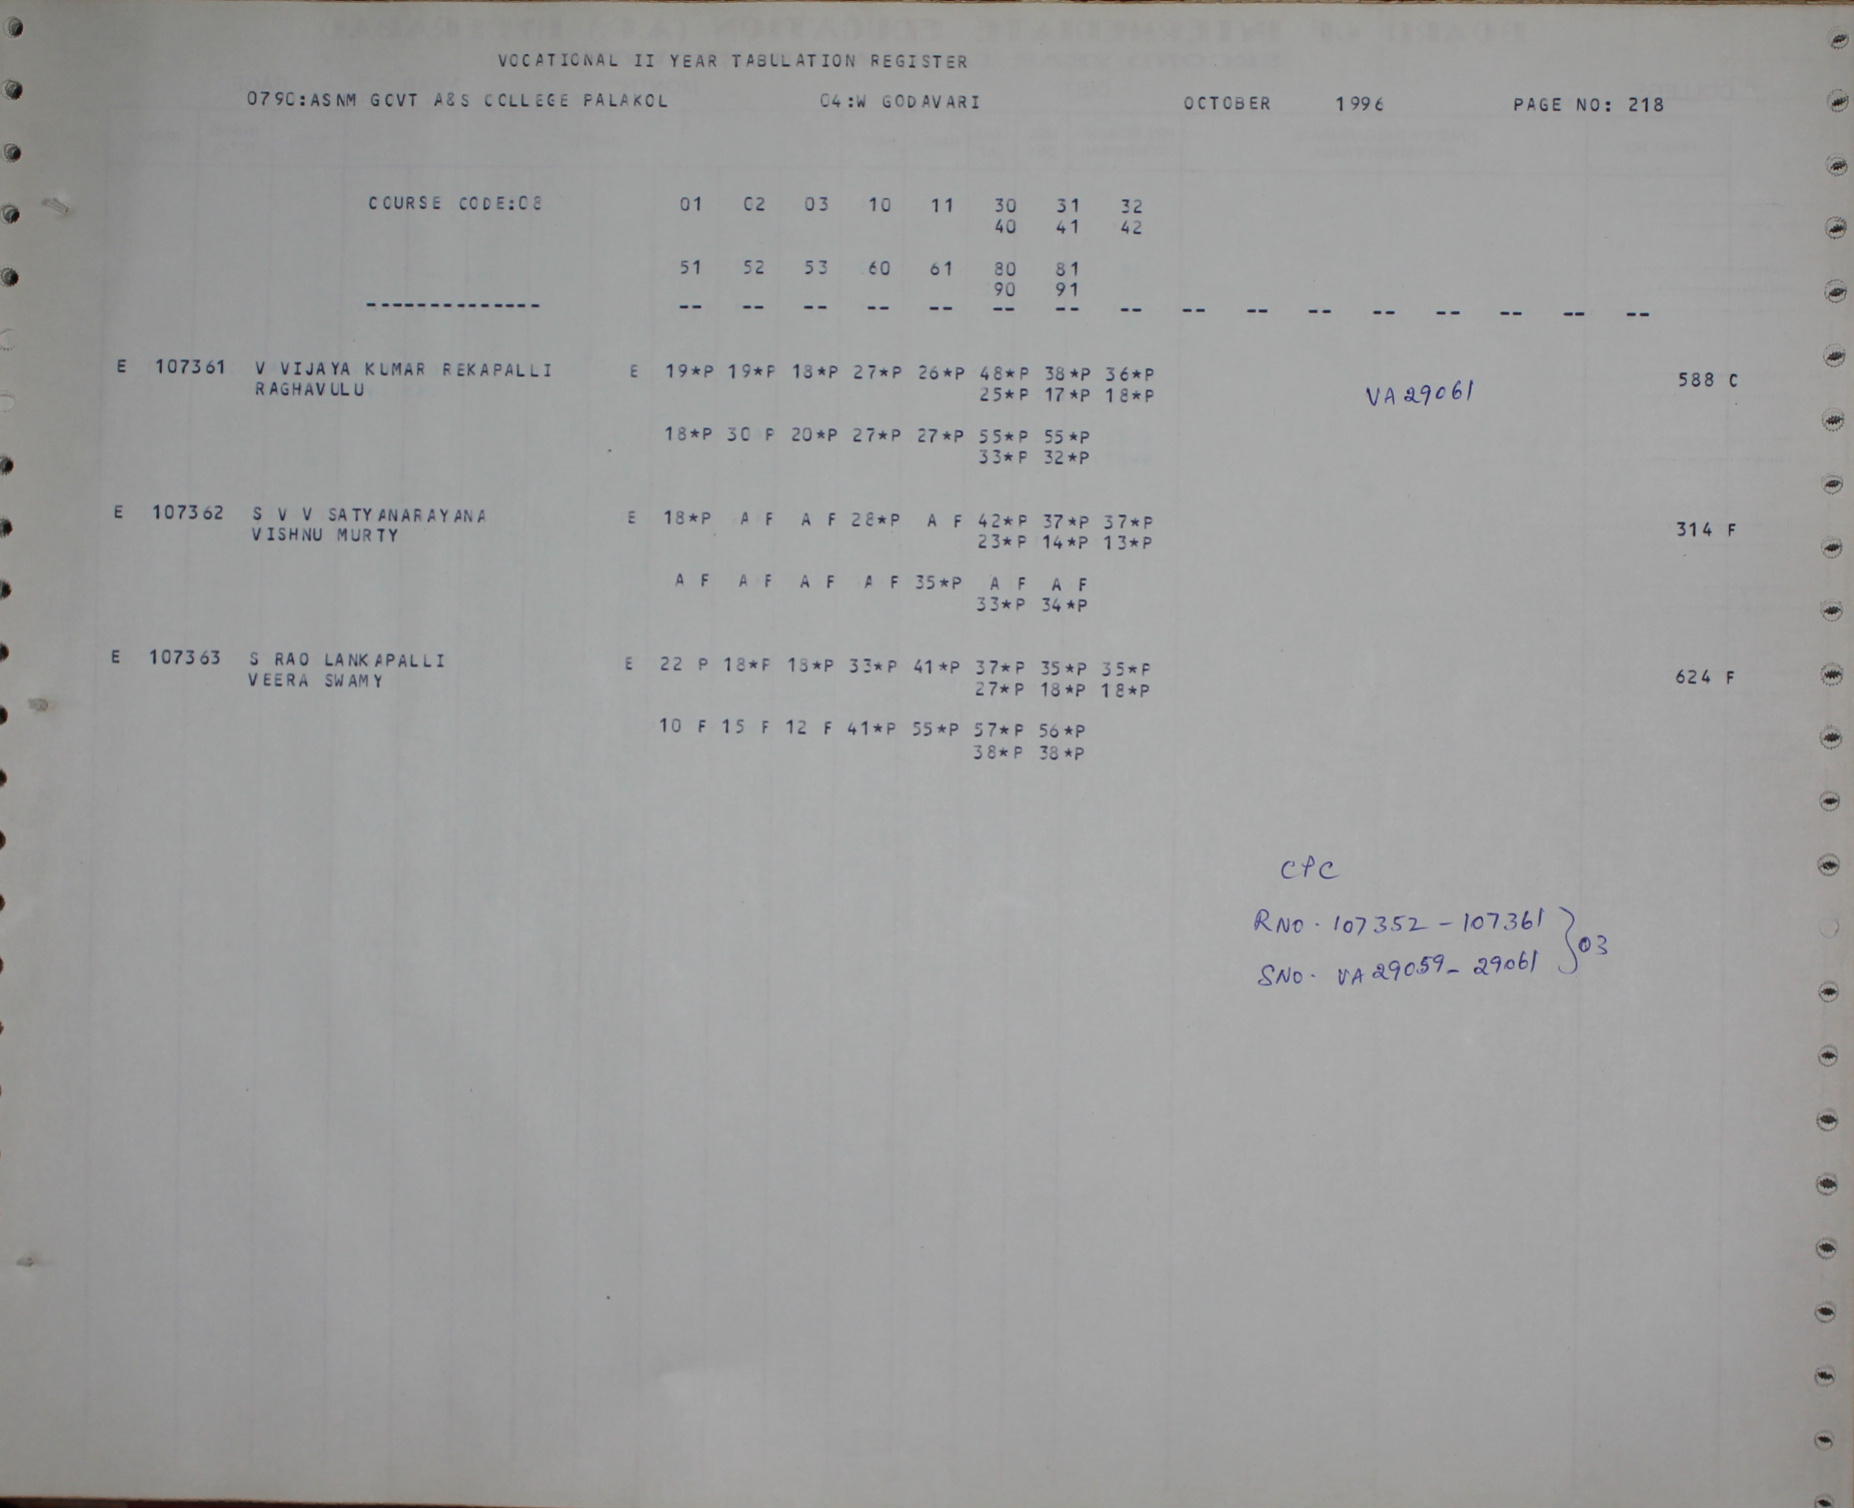 VOCATIONAL II YEAR TABULATION REGISTER
0790:ASNM GOVT A&S COLLEGE PALAKOL 04:W GODAVARI OCTOBER 1996 PAGE NO: 218
COURSE CODE:08 01 02 03 10 11 30 31 32
40 41 42
51 52 53 60 61 80 81
90 91
-------------- -- -- -- -- -- -- -- -- -- -- -- -- -- -- -- --
E 107361 V VIJAYA KUMAR REKAPALLI E 19*P 19*P 18*P 27*P 26*P 48*P 38*P 36*P 588 C
RAGHAVULU 25*P 17*P 18*P VA29061
18*P 30 P 20*P 27*P 27*P 55*P 55*P
33*P 32*P
E 107362 S V V SATYANARAYANA E 18*P A F A F 28*P A F 42*P 37*P 37*P 314 F
VISHNU MURTY 23*P 14*P 13*P
A F A F A F A F 35*P A F A F
33*P 34*P
E 107363 S RAO LANKAPALLI E 22 P 18*P 18*P 33*P 41*P 37*P 35*P 35*P 624 F
VEERA SWAMY 27*P 18*P 18*P
10 F 15 F 12 F 41*P 55*P 57*P 56*P
38*P 38*P
CPC
RNO. 107352 - 107361
SNO. VA29059 - 29061 } 03